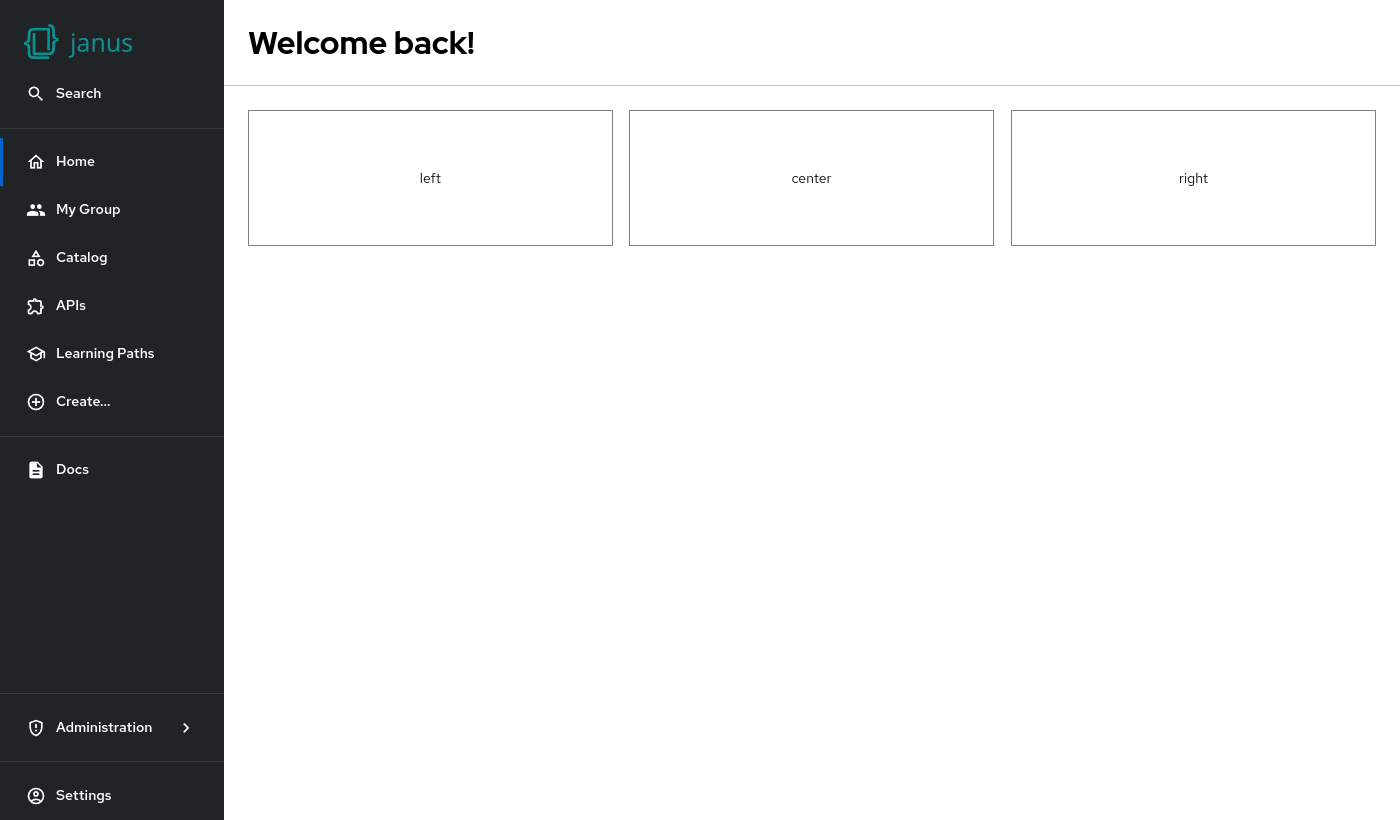 janus
Search
Home
My Group
Catalog
APIs
Learning Paths
Create...
Docs
Administration
Settings
Welcome back!
left
center
right